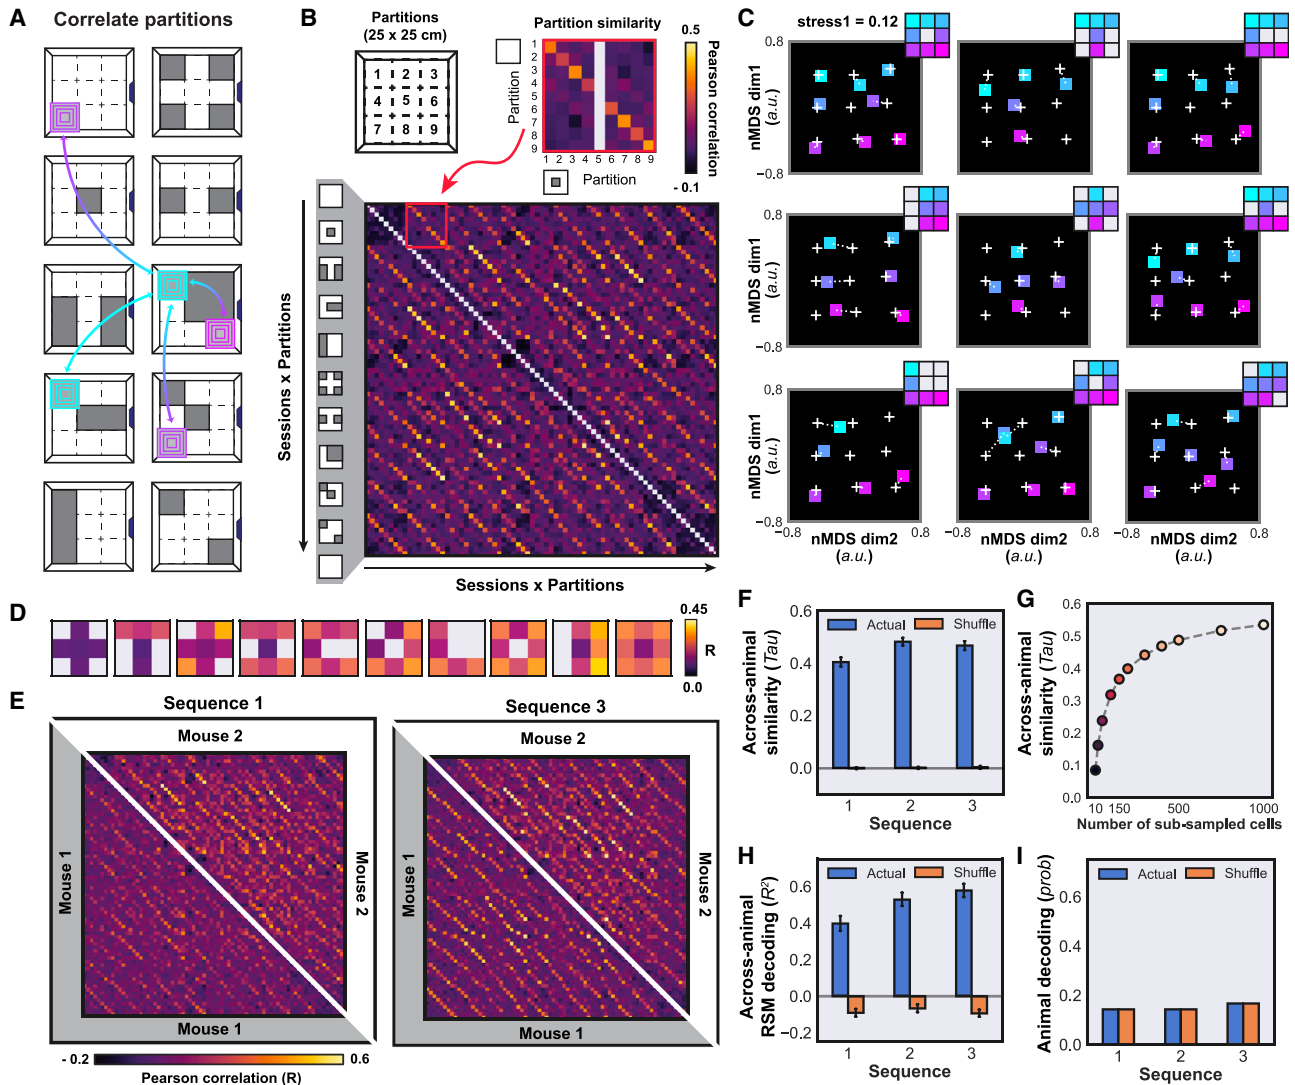 A
Correlate partitions
B
Partitions
(25 x 25 cm)
1 2 3
4 5 6
7 8 9
Partition similarity
Partition
1
2
3
4
5
6
7
8
9
1 2 3 4 5 6 7 8 9
Partition
0.5
Pearson correlation
- 0.1
Sessions x Partitions
Sessions x Partitions
C
stress1 = 0.12
0.8
nMDS dim1
(a.u.)
−0.8
0.8
nMDS dim1
(a.u.)
−0.8
0.8
nMDS dim1
(a.u.)
−0.8
−0.8 0.8
nMDS dim2
(a.u.)
−0.8 0.8
nMDS dim2
(a.u.)
−0.8 0.8
nMDS dim2
(a.u.)
D
0.45
R
0.0
E
Sequence 1
Mouse 2
Mouse 1
Mouse 2
Mouse 1
Sequence 3
Mouse 2
Mouse 1
Mouse 2
Mouse 1
- 0.2 0.6
Pearson correlation (R)
F
Actual Shuffle
Across-animal
similarity (Tau)
0.6
0.4
0.2
0.0
1 2 3
Sequence
G
Across-animal
similarity (Tau)
0.6
0.5
0.4
0.3
0.2
0.1
0.0
10 150 500 1000
Number of sub-sampled cells
H
Actual Shuffle
Across-animal
RSM decoding (R²)
0.6
0.4
0.2
0.0
−0.2
1 2 3
Sequence
I
Actual Shuffle
Animal decoding (prob)
0.6
0.4
0.2
0.0
1 2 3
Sequence